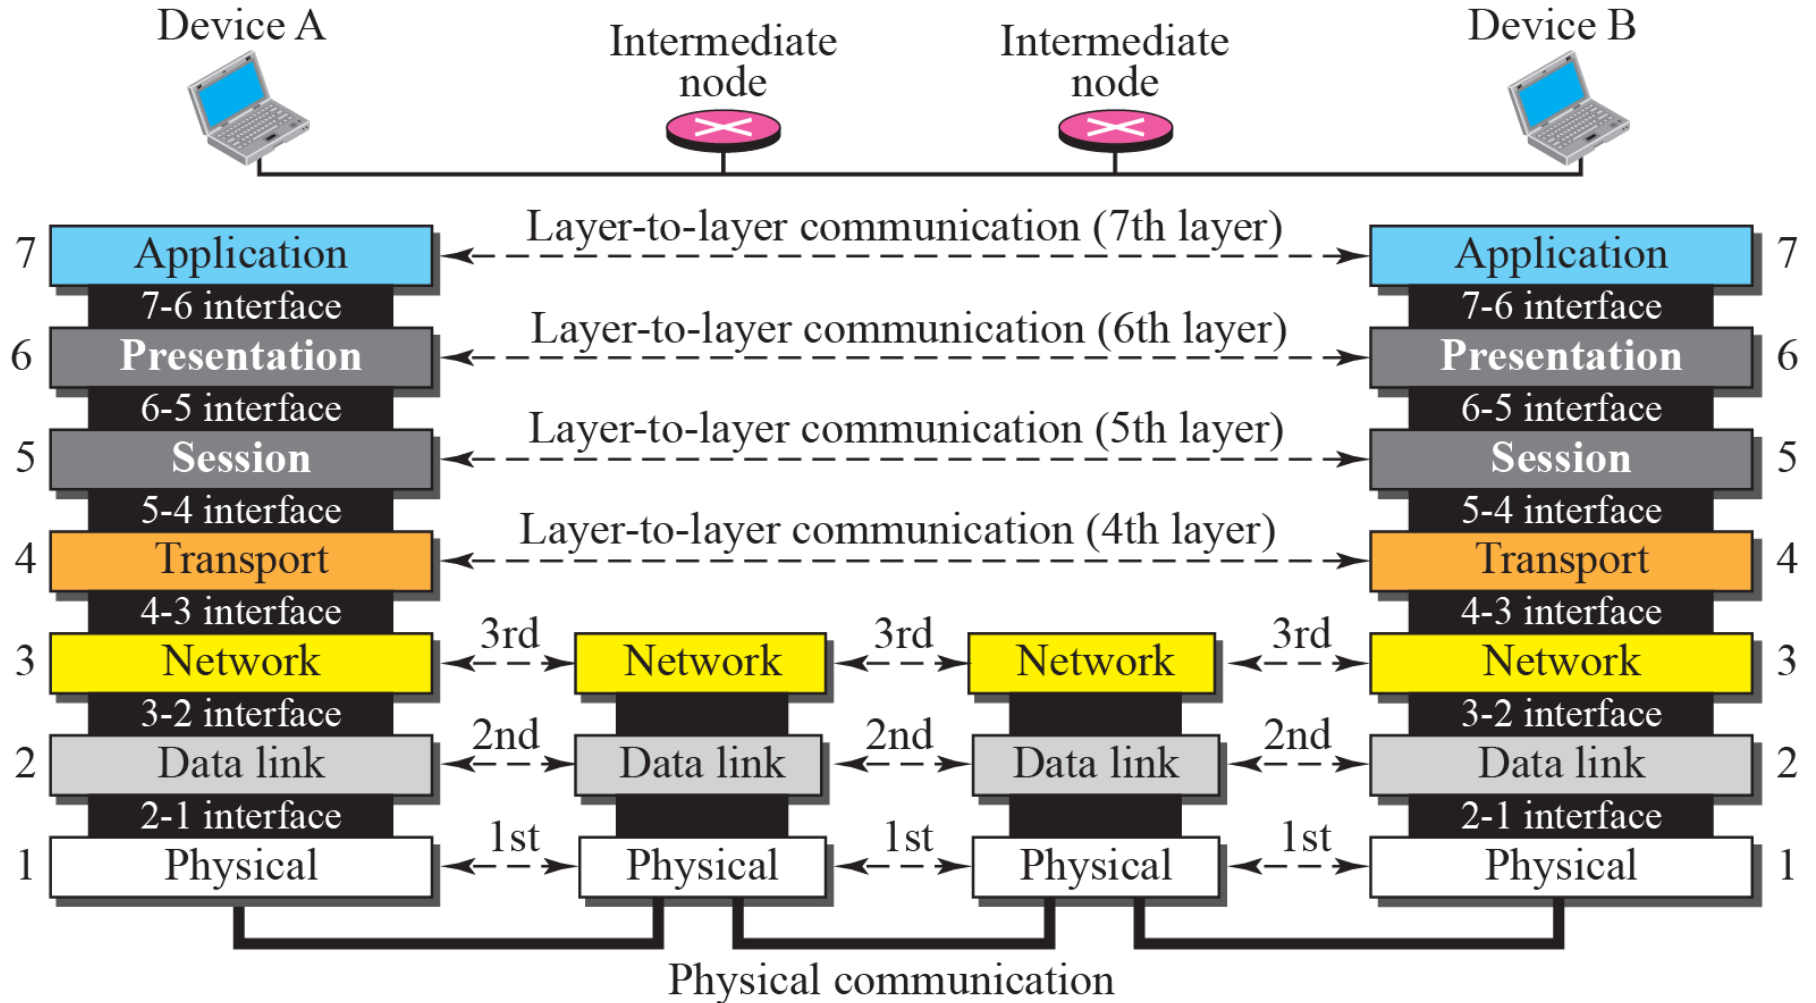 Device A
Intermediate
node
Intermediate
node
Device B
Layer-to-layer communication (7th layer)
7 Application Application 7
7-6 interface 7-6 interface
Layer-to-layer communication (6th layer)
6 Presentation Presentation 6
6-5 interface 6-5 interface
Layer-to-layer communication (5th layer)
5 Session Session 5
5-4 interface 5-4 interface
Layer-to-layer communication (4th layer)
4 Transport Transport 4
4-3 interface 4-3 interface
3rd 3rd 3rd
3 Network Network Network Network 3
3-2 interface 3-2 interface
2nd 2nd 2nd
2 Data link Data link Data link Data link 2
2-1 interface 2-1 interface
1st 1st 1st
1 Physical Physical Physical Physical 1
Physical communication